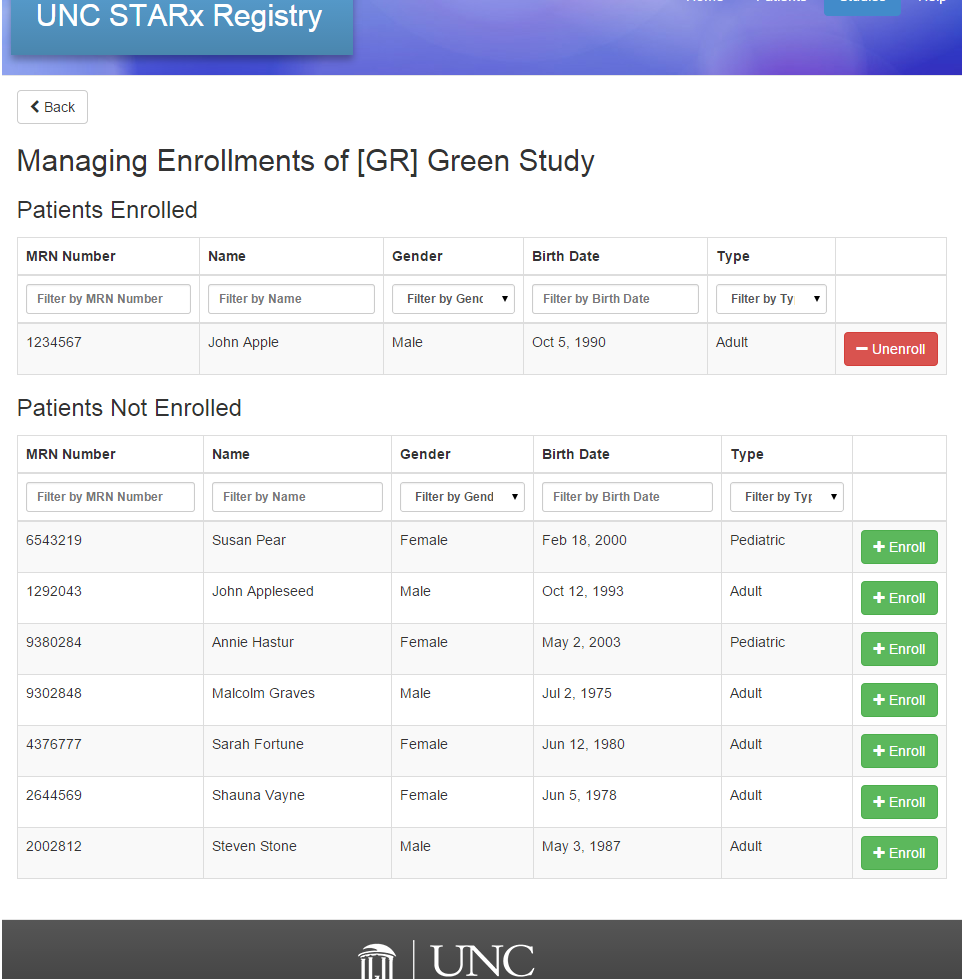 UNC STARx Registry
Home Patients Studies Help
Back
Managing Enrollments of [GR] Green Study
Patients Enrolled
MRN Number Name Gender Birth Date Type
Filter by MRN Number Filter by Name Filter by Genc Filter by Birth Date Filter by Ty
1234567 John Apple Male Oct 5, 1990 Adult Unenroll
Patients Not Enrolled
MRN Number Name Gender Birth Date Type
Filter by MRN Number Filter by Name Filter by Gend Filter by Birth Date Filter by Typ
6543219 Susan Pear Female Feb 18, 2000 Pediatric Enroll
1292043 John Appleseed Male Oct 12, 1993 Adult Enroll
9380284 Annie Hastur Female May 2, 2003 Pediatric Enroll
9302848 Malcolm Graves Male Jul 2, 1975 Adult Enroll
4376777 Sarah Fortune Female Jun 12, 1980 Adult Enroll
2644569 Shauna Vayne Female Jun 5, 1978 Adult Enroll
2002812 Steven Stone Male May 3, 1987 Adult Enroll
UNC